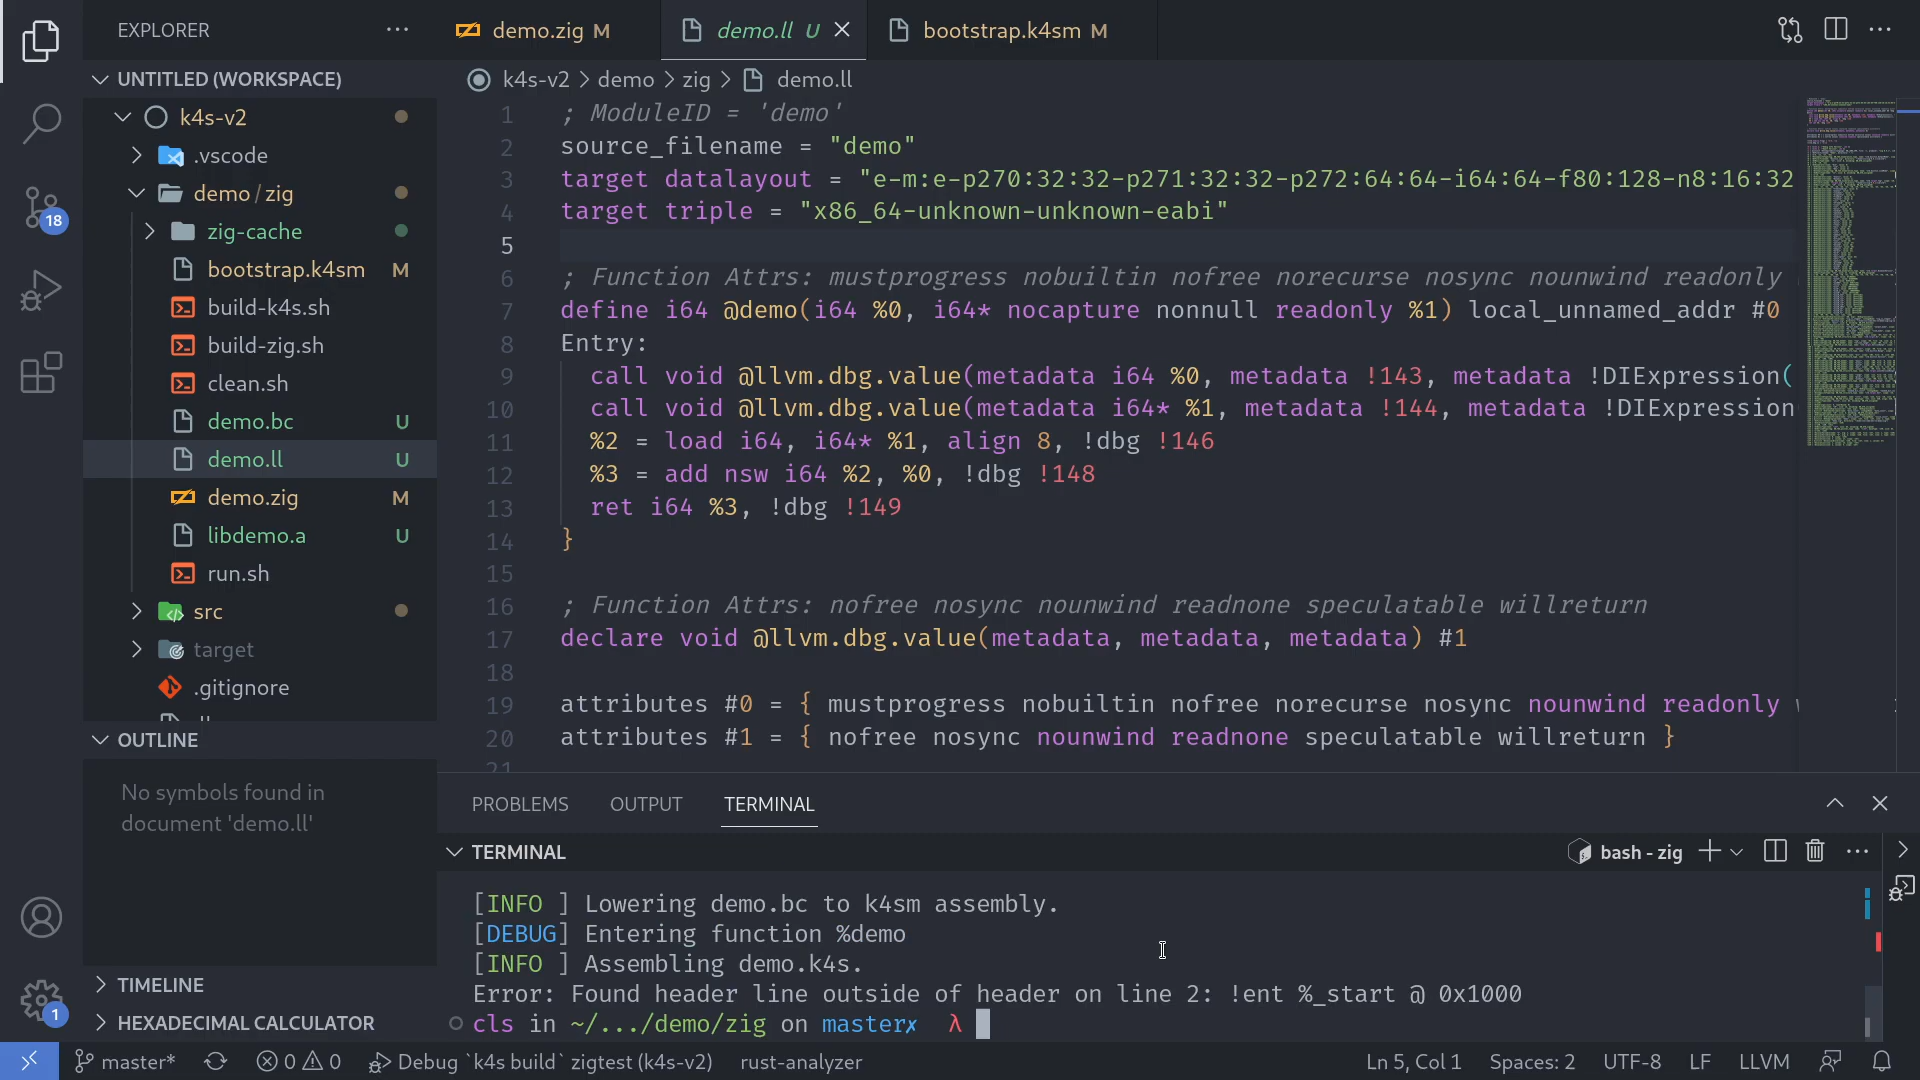 EXPLORER
UNTITLED (WORKSPACE)
k4s-v2
.vscode
demo / zig
zig-cache
bootstrap.k4sm M
build-k4s.sh
build-zig.sh
clean.sh
demo.bc U
demo.ll U
demo.zig M
libdemo.a U
run.sh
src
target
.gitignore
OUTLINE
No symbols found in
document 'demo.ll'
TIMELINE
HEXADECIMAL CALCULATOR
18
1
demo.zig M
demo.ll U
bootstrap.k4sm M
k4s-v2 > demo > zig > demo.ll
1 ; ModuleID = 'demo'
2 source_filename = "demo"
3 target datalayout = "e-m:e-p270:32:32-p271:32:32-p272:64:64-i64:64-f80:128-n8:16:32
4 target triple = "x86_64-unknown-unknown-eabi"
5
6 ; Function Attrs: mustprogress nobuiltin nofree norecurse nosync nounwind readonly
7 define i64 @demo(i64 %0, i64* nocapture nonnull readonly %1) local_unnamed_addr #0
8 Entry:
9 call void @llvm.dbg.value(metadata i64 %0, metadata !143, metadata !DIExpression(
10 call void @llvm.dbg.value(metadata i64* %1, metadata !144, metadata !DIExpression
11 %2 = load i64, i64* %1, align 8, !dbg !146
12 %3 = add nsw i64 %2, %0, !dbg !148
13 ret i64 %3, !dbg !149
14 }
15
16 ; Function Attrs: nofree nosync nounwind readnone speculatable willreturn
17 declare void @llvm.dbg.value(metadata, metadata, metadata) #1
18
19 attributes #0 = { mustprogress nobuiltin nofree norecurse nosync nounwind readonly
20 attributes #1 = { nofree nosync nounwind readnone speculatable willreturn }
21
PROBLEMS OUTPUT TERMINAL
TERMINAL
bash - zig
[INFO ] Lowering demo.bc to k4sm assembly.
[DEBUG] Entering function %demo
[INFO ] Assembling demo.k4s.
Error: Found header line outside of header on line 2: !ent %_start @ 0x1000
cls in ~/.../demo/zig on master✗ λ
master* 0 0 Debug `k4s build` zigtest (k4s-v2) rust-analyzer Ln 5, Col 1 Spaces: 2 UTF-8 LF LLVM